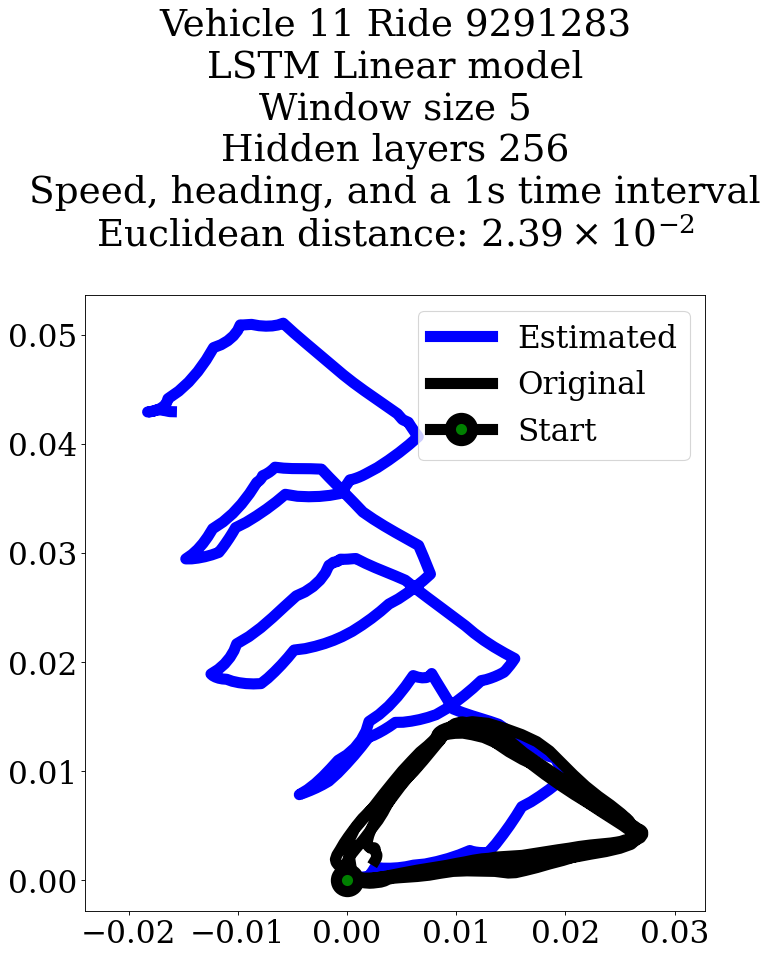 Vehicle 11 Ride 9291283
LSTM Linear model
Window size 5
Hidden layers 256
Speed, heading, and a 1s time interval
Euclidean distance: 2.39 × 10⁻²
Estimated
Original
Start
0.05
0.04
0.03
0.02
0.01
0.00
−0.02 −0.01 0.00 0.01 0.02 0.03